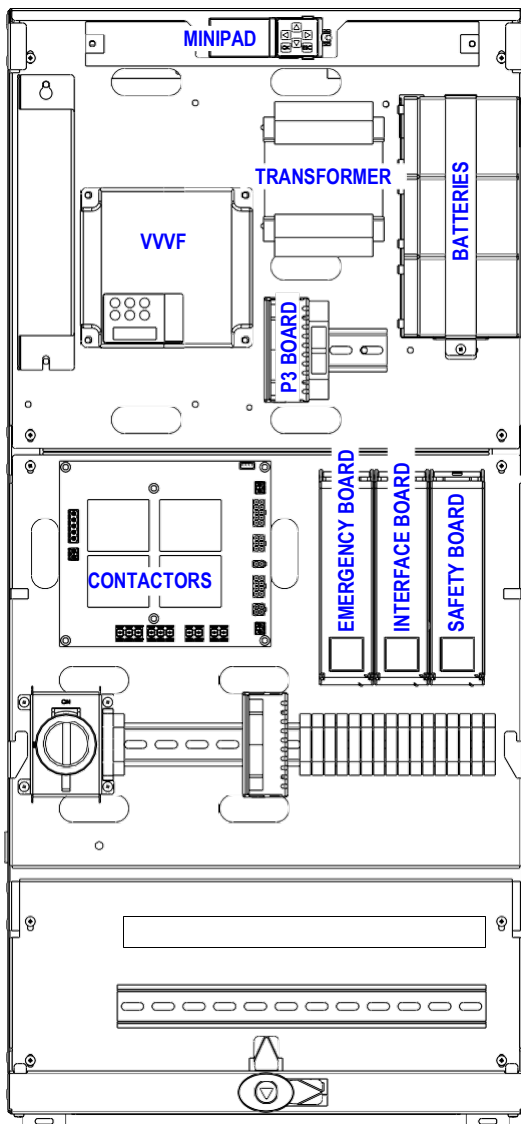 MINIPAD
TRANSFORMER
BATTERIES
VVVF
P3 BOARD
EMERGENCY BOARD
INTERFACE BOARD
SAFETY BOARD
CONTACTORS
ON